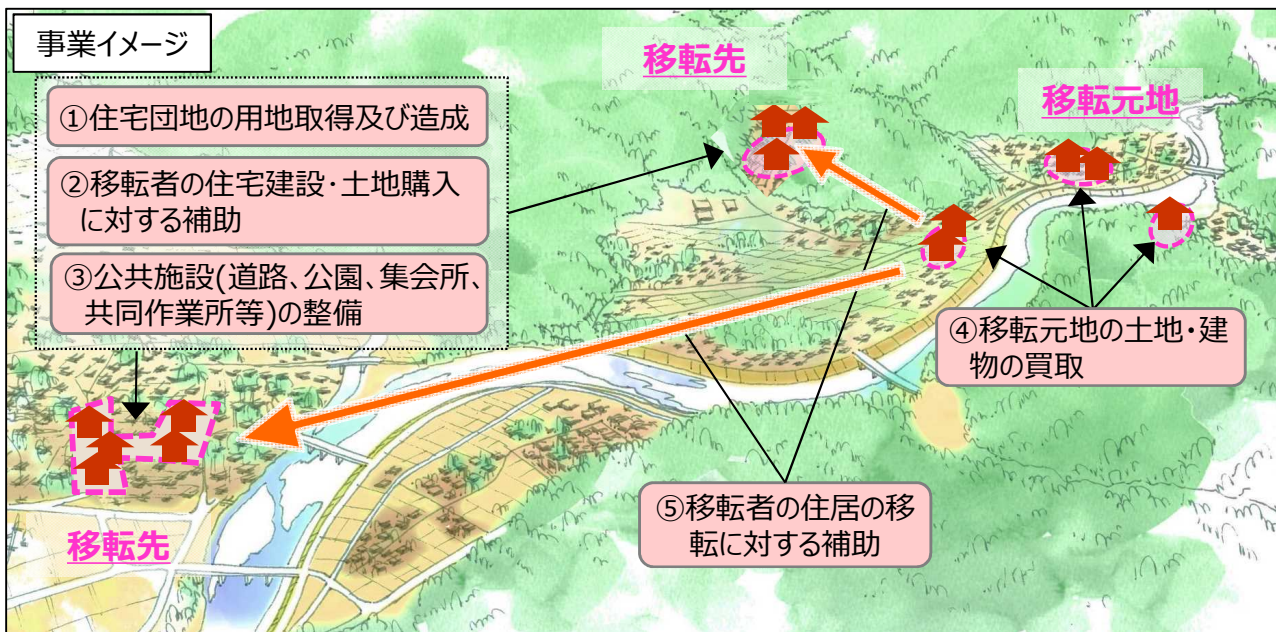 事業イメージ
移転先
移転元地
①住宅団地の用地取得及び造成
②移転者の住宅建設・土地購入
に対する補助
③公共施設(道路、公園、集会所、
共同作業所等)の整備
④移転元地の土地・建
物の買取
⑤移転者の住居の移
転に対する補助
移転先